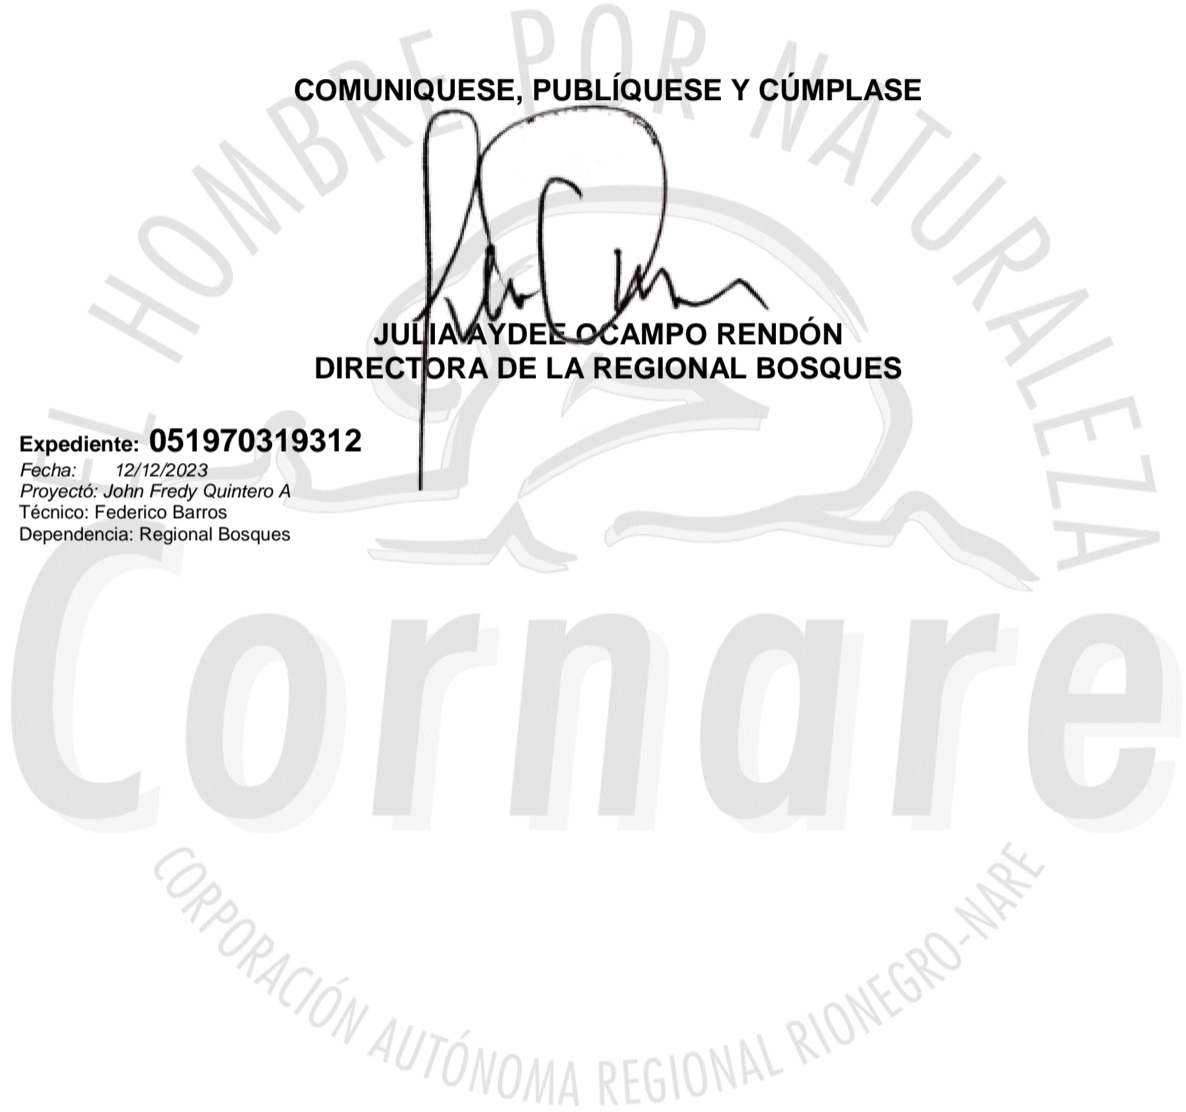 COMUNIQUESE, PUBLÍQUESE Y CÚMPLASE
JULIA AYDEE OCAMPO RENDÓN
DIRECTORA DE LA REGIONAL BOSQUES
Expediente: 051970319312
Fecha: 12/12/2023
Proyectó: John Fredy Quintero A
Técnico: Federico Barros
Dependencia: Regional Bosques
EL HOMBRE POR NATURALEZA
Cornare
CORPORACIÓN AUTÓNOMA REGIONAL RIONEGRO-NARE